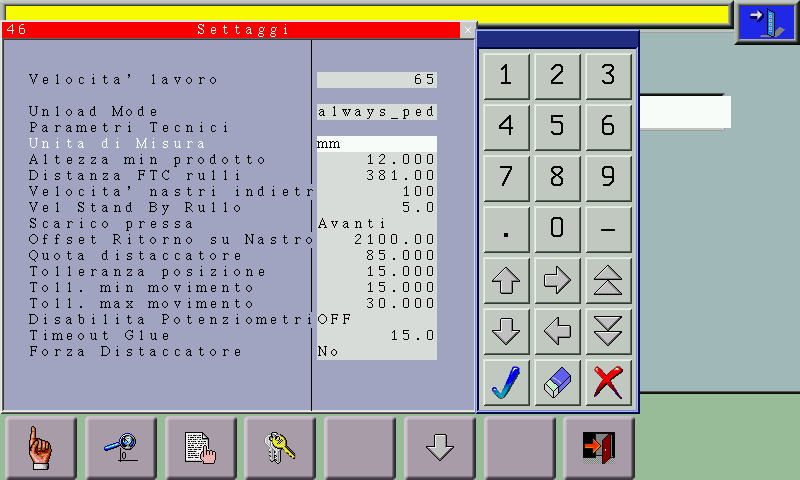 46 Settaggi ×
Velocita' lavoro 65
Unload Mode always_ped
Parametri Tecnici
Unita di Misura mm
Altezza min prodotto 12.000
Distanza FTC rulli 381.00
Velocita' nastri indietr 100
Vel Stand By Rullo 5.0
Scarico pressa Avanti
Offset Ritorno su Nastro 2100.00
Quota distaccatore 85.000
Tolleranza posizione 15.000
Toll. min movimento 15.000
Toll. max movimento 30.000
Disabilita Potenziometri OFF
Timeout Glue 15.0
Forza Distaccatore No
1 2 3
4 5 6
7 8 9
. 0 −